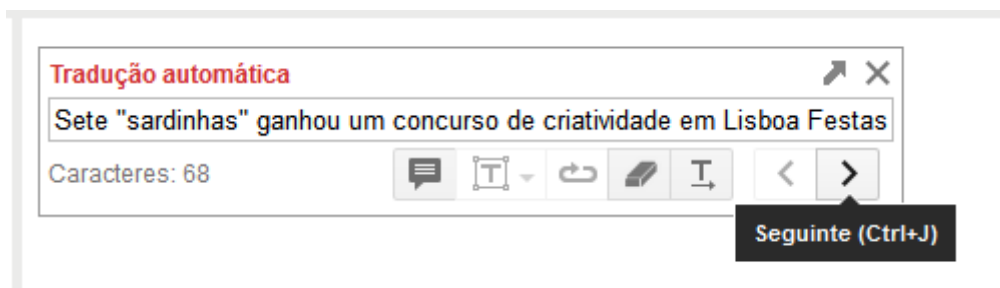 Tradução automática
Sete "sardinhas" ganhou um concurso de criatividade em Lisboa Festas
Caracteres: 68
Seguinte (Ctrl+J)